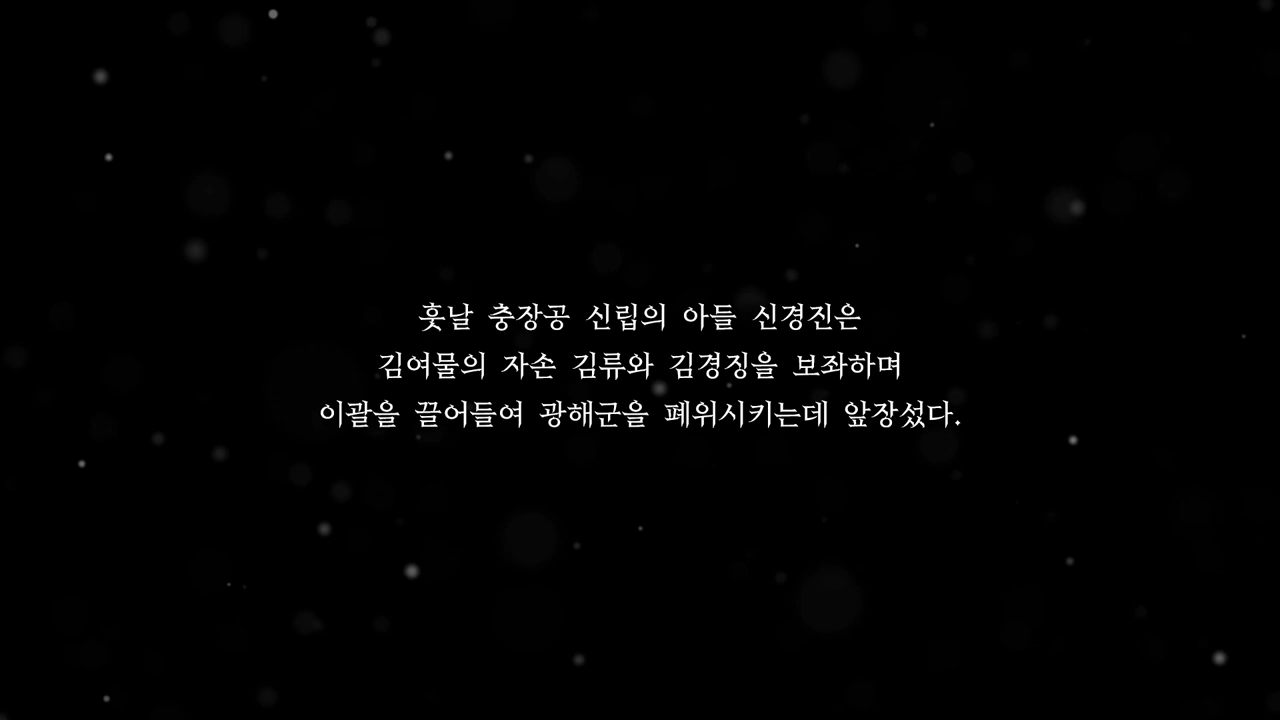 훗날 충장공 신립의 아들 신경진은
김여물의 자손 김류와 김경징을 보좌하며
이괄을 끌어들여 광해군을 폐위시키는데 앞장섰다.